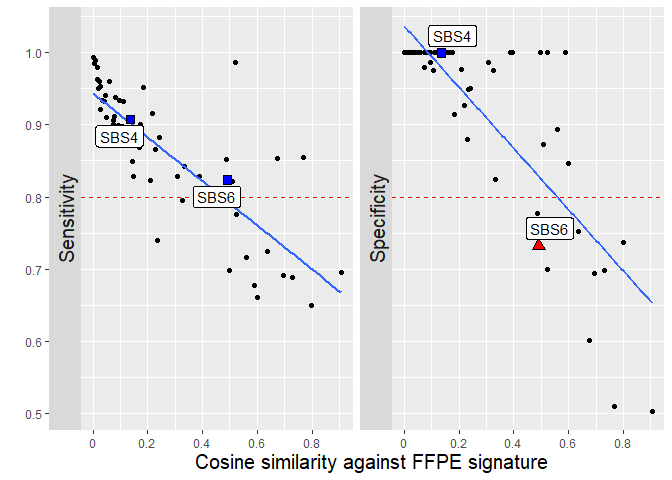 1.0
0.9
0.8
0.7
0.6
0.5
Sensitivity
SBS4
SBS6
0 0.2 0.4 0.6 0.8
Specificity
SBS4
SBS6
0 0.2 0.4 0.6 0.8
Cosine similarity against FFPE signature